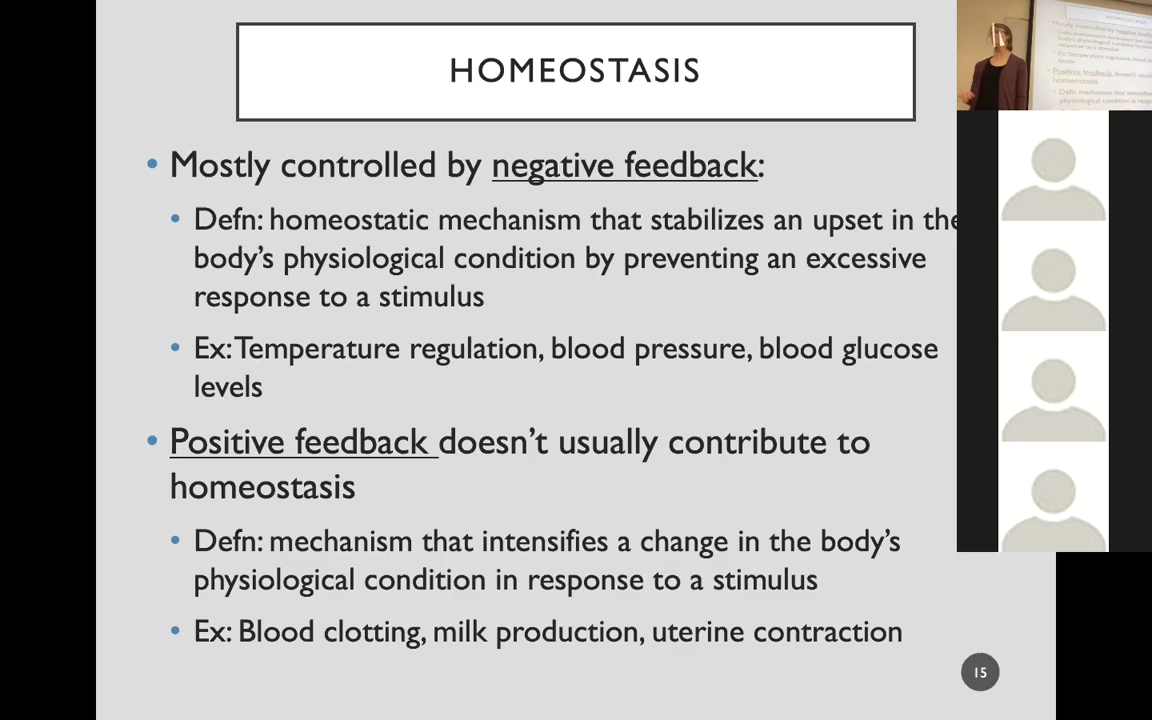 HOMEOSTASIS
• Mostly controlled by negative feedback:
• Defn: homeostatic mechanism that stabilizes an upset in the
body's physiological condition by preventing an excessive
response to a stimulus
• Ex: Temperature regulation, blood pressure, blood glucose
levels
• Positive feedback doesn't usually contribute to
homeostasis
• Defn: mechanism that intensifies a change in the body's
physiological condition in response to a stimulus
• Ex: Blood clotting, milk production, uterine contraction
15